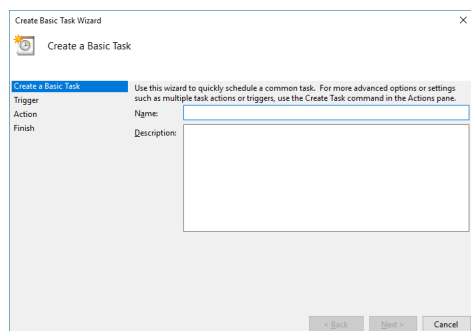 Create Basic Task Wizard
Create a Basic Task
Create a Basic Task
Trigger
Action
Finish
Use this wizard to quickly schedule a common task.  For more advanced options or settings
such as multiple task actions or triggers, use the Create Task command in the Actions pane.
Name:
Description:
< Back
Next >
Cancel